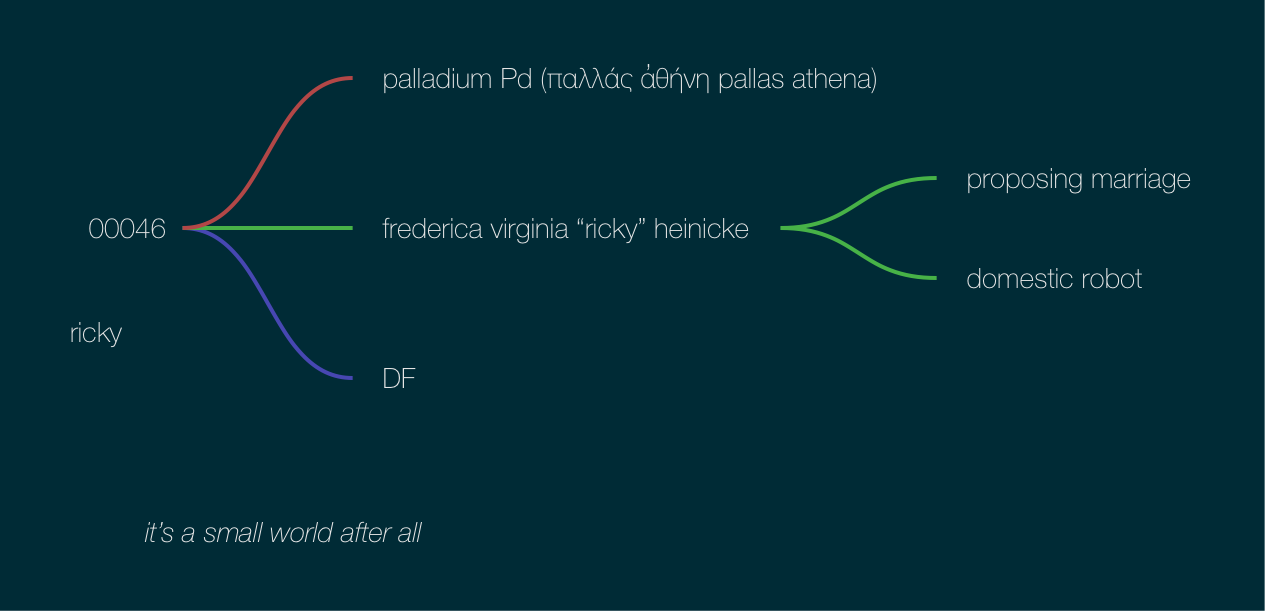 palladium Pd (παλλάς ἀθήνη pallas athena)
proposing marriage
00046
frederica virginia “ricky” heinicke
domestic robot
ricky
DF
it’s a small world after all